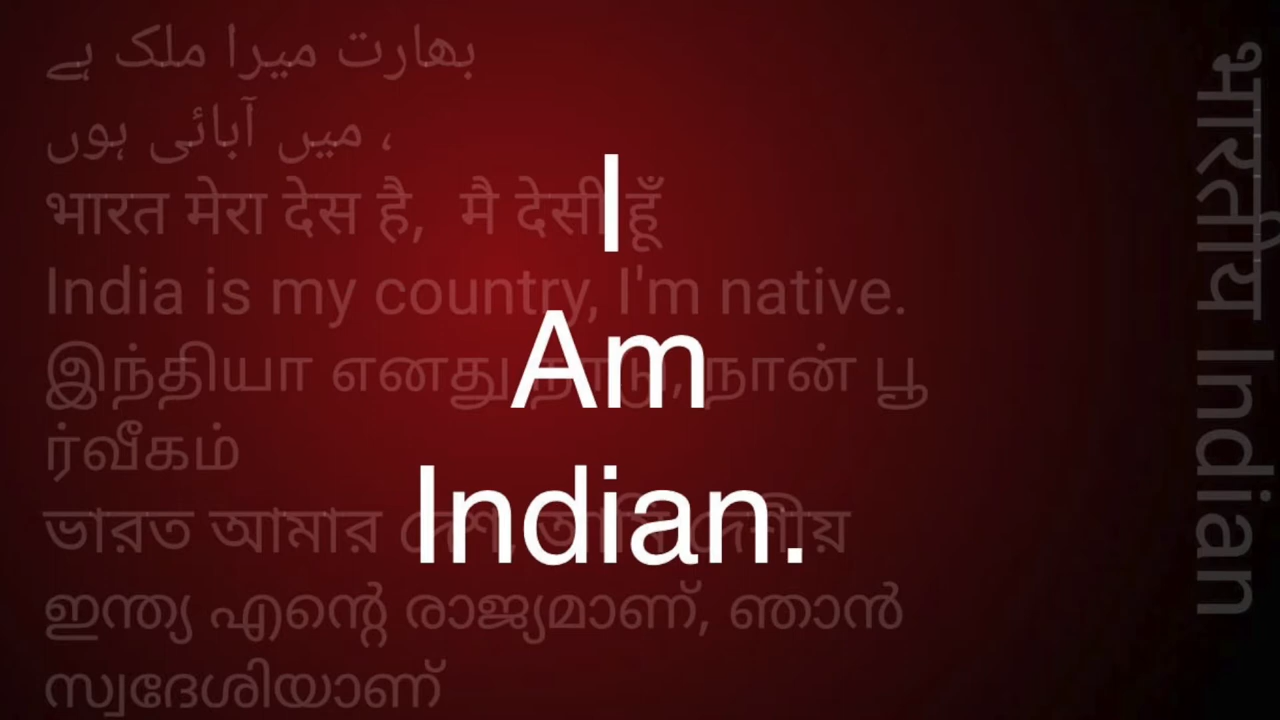 بھارت میرا ملک ہے
، میں آبائی ہوں
भारत मेरा देस है, मै देसी हूँ
India is my country, I'm native.
இந்தியா எனது நாடு, நான் பூ
ர்வீகம்
ভারত আমার দেশ, আমি দেশীয়
ഇന്ത്യ എന്റെ രാജ്യമാണ്, ഞാൻ
സ്വദേശിയാണ്
I
Am
Indian.
भारतीय Indian